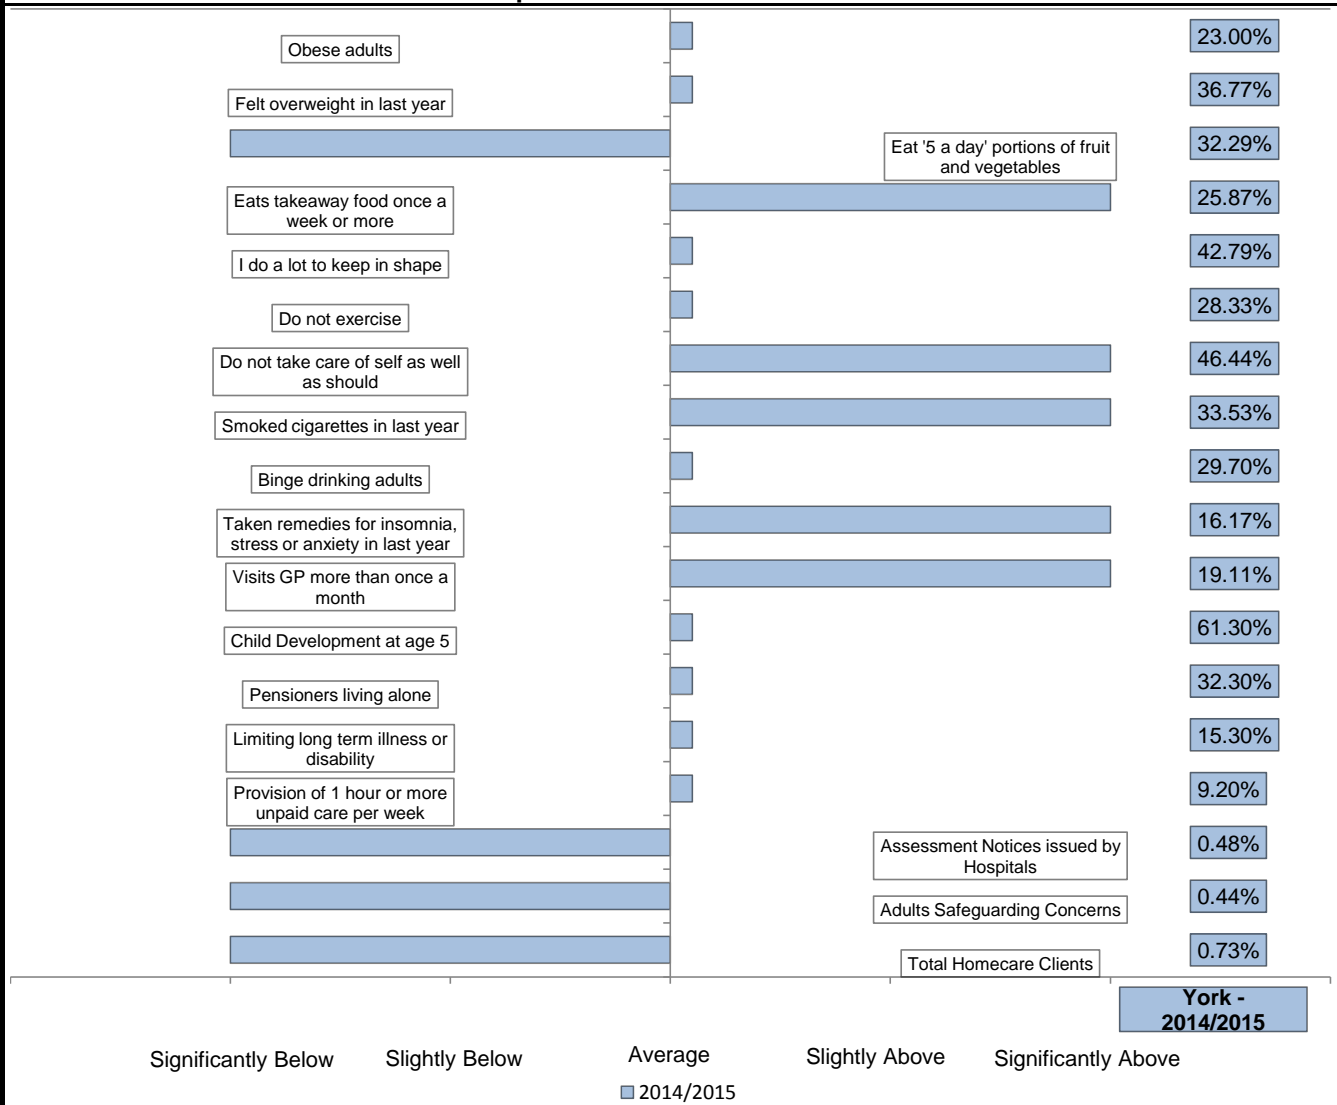 Obese adults
23.00%
Felt overweight in last year
36.77%
Eat '5 a day' portions of fruit
and vegetables
32.29%
Eats takeaway food once a
week or more
25.87%
I do a lot to keep in shape
42.79%
Do not exercise
28.33%
Do not take care of self as well
as should
46.44%
Smoked cigarettes in last year
33.53%
Binge drinking adults
29.70%
Taken remedies for insomnia,
stress or anxiety in last year
16.17%
Visits GP more than once a
month
19.11%
Child Development at age 5
61.30%
Pensioners living alone
32.30%
Limiting long term illness or
disability
15.30%
Provision of 1 hour or more
unpaid care per week
9.20%
Assessment Notices issued by
Hospitals
0.48%
Adults Safeguarding Concerns
0.44%
Total Homecare Clients
0.73%
York -
2014/2015
Significantly Below Slightly Below Average Slightly Above Significantly Above
2014/2015